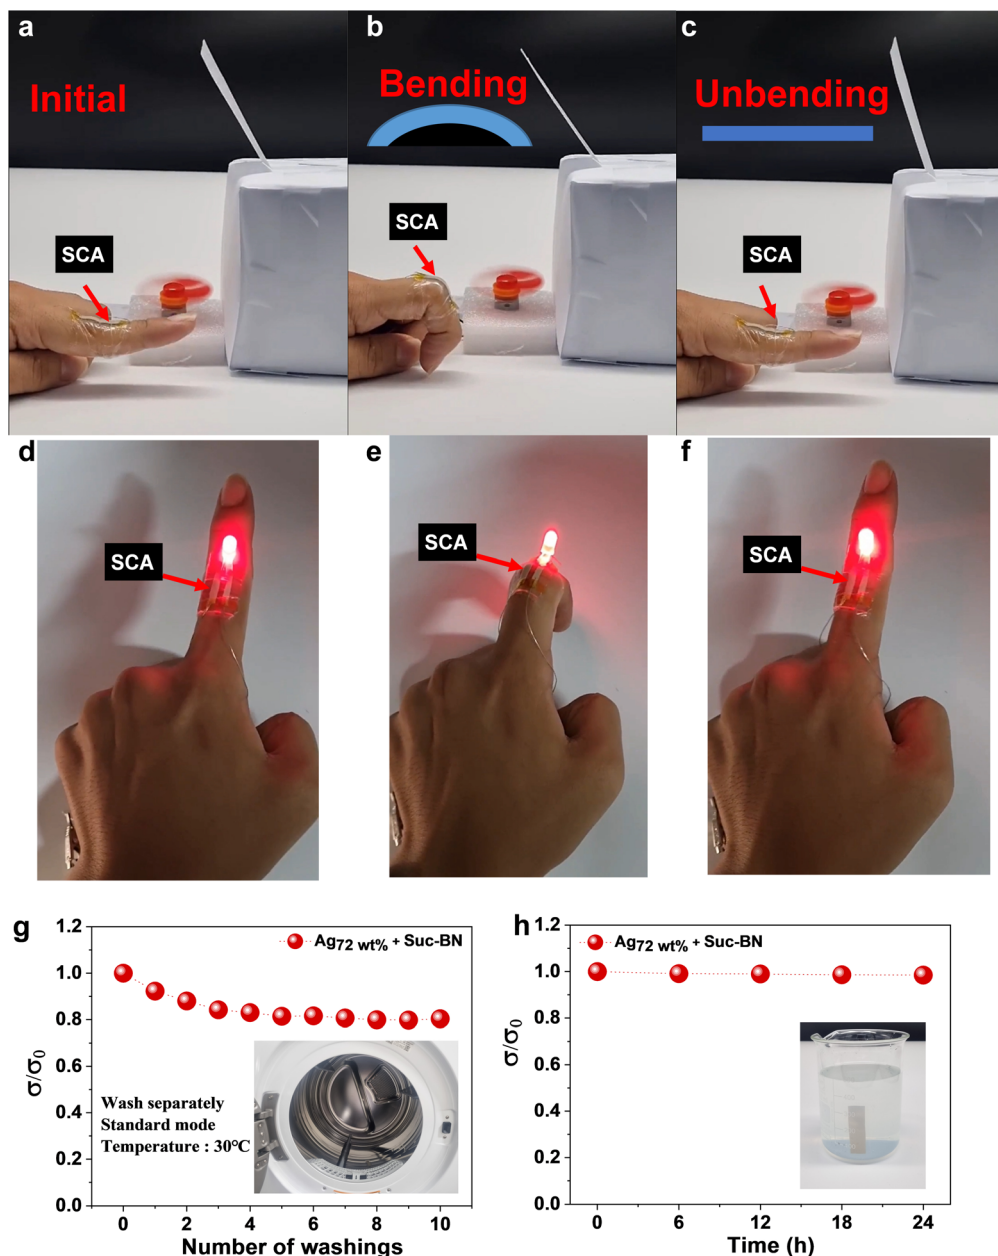 a
Initial
SCA
b
Bending
SCA
c
Unbending
SCA
d
SCA
e
SCA
f
SCA
g
σ/σ0
1.2
1.0
0.8
0.6
0.4
0.2
0.0
Ag72 wt% + Suc-BN
Wash separately
Standard mode
Temperature : 30℃
0 2 4 6 8 10
Number of washings
h
σ/σ0
1.2
1.0
0.8
0.6
0.4
0.2
0.0
Ag72 wt% + Suc-BN
0 6 12 18 24
Time (h)